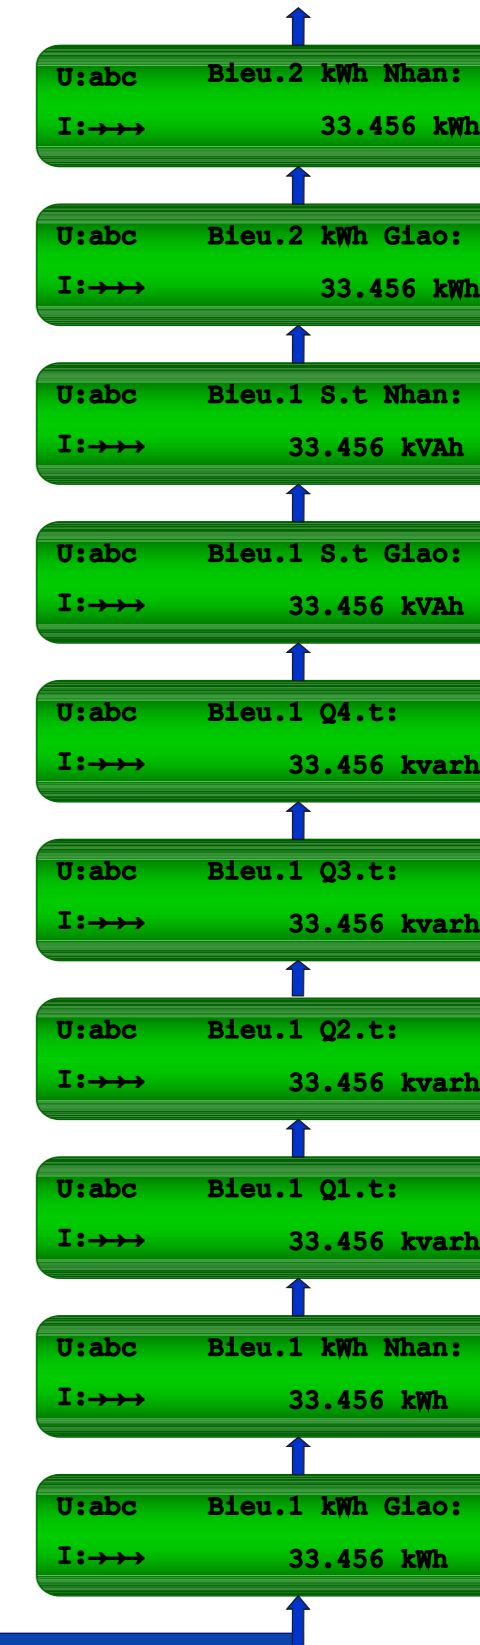 U:abc Bieu.2 kWh Nhan:
I:→→→ 33.456 kWh
U:abc Bieu.2 kWh Giao:
I:→→→ 33.456 kWh
U:abc Bieu.1 S.t Nhan:
I:→→→ 33.456 kVAh
U:abc Bieu.1 S.t Giao:
I:→→→ 33.456 kVAh
U:abc Bieu.1 Q4.t:
I:→→→ 33.456 kvarh
U:abc Bieu.1 Q3.t:
I:→→→ 33.456 kvarh
U:abc Bieu.1 Q2.t:
I:→→→ 33.456 kvarh
U:abc Bieu.1 Q1.t:
I:→→→ 33.456 kvarh
U:abc Bieu.1 kWh Nhan:
I:→→→ 33.456 kWh
U:abc Bieu.1 kWh Giao:
I:→→→ 33.456 kWh